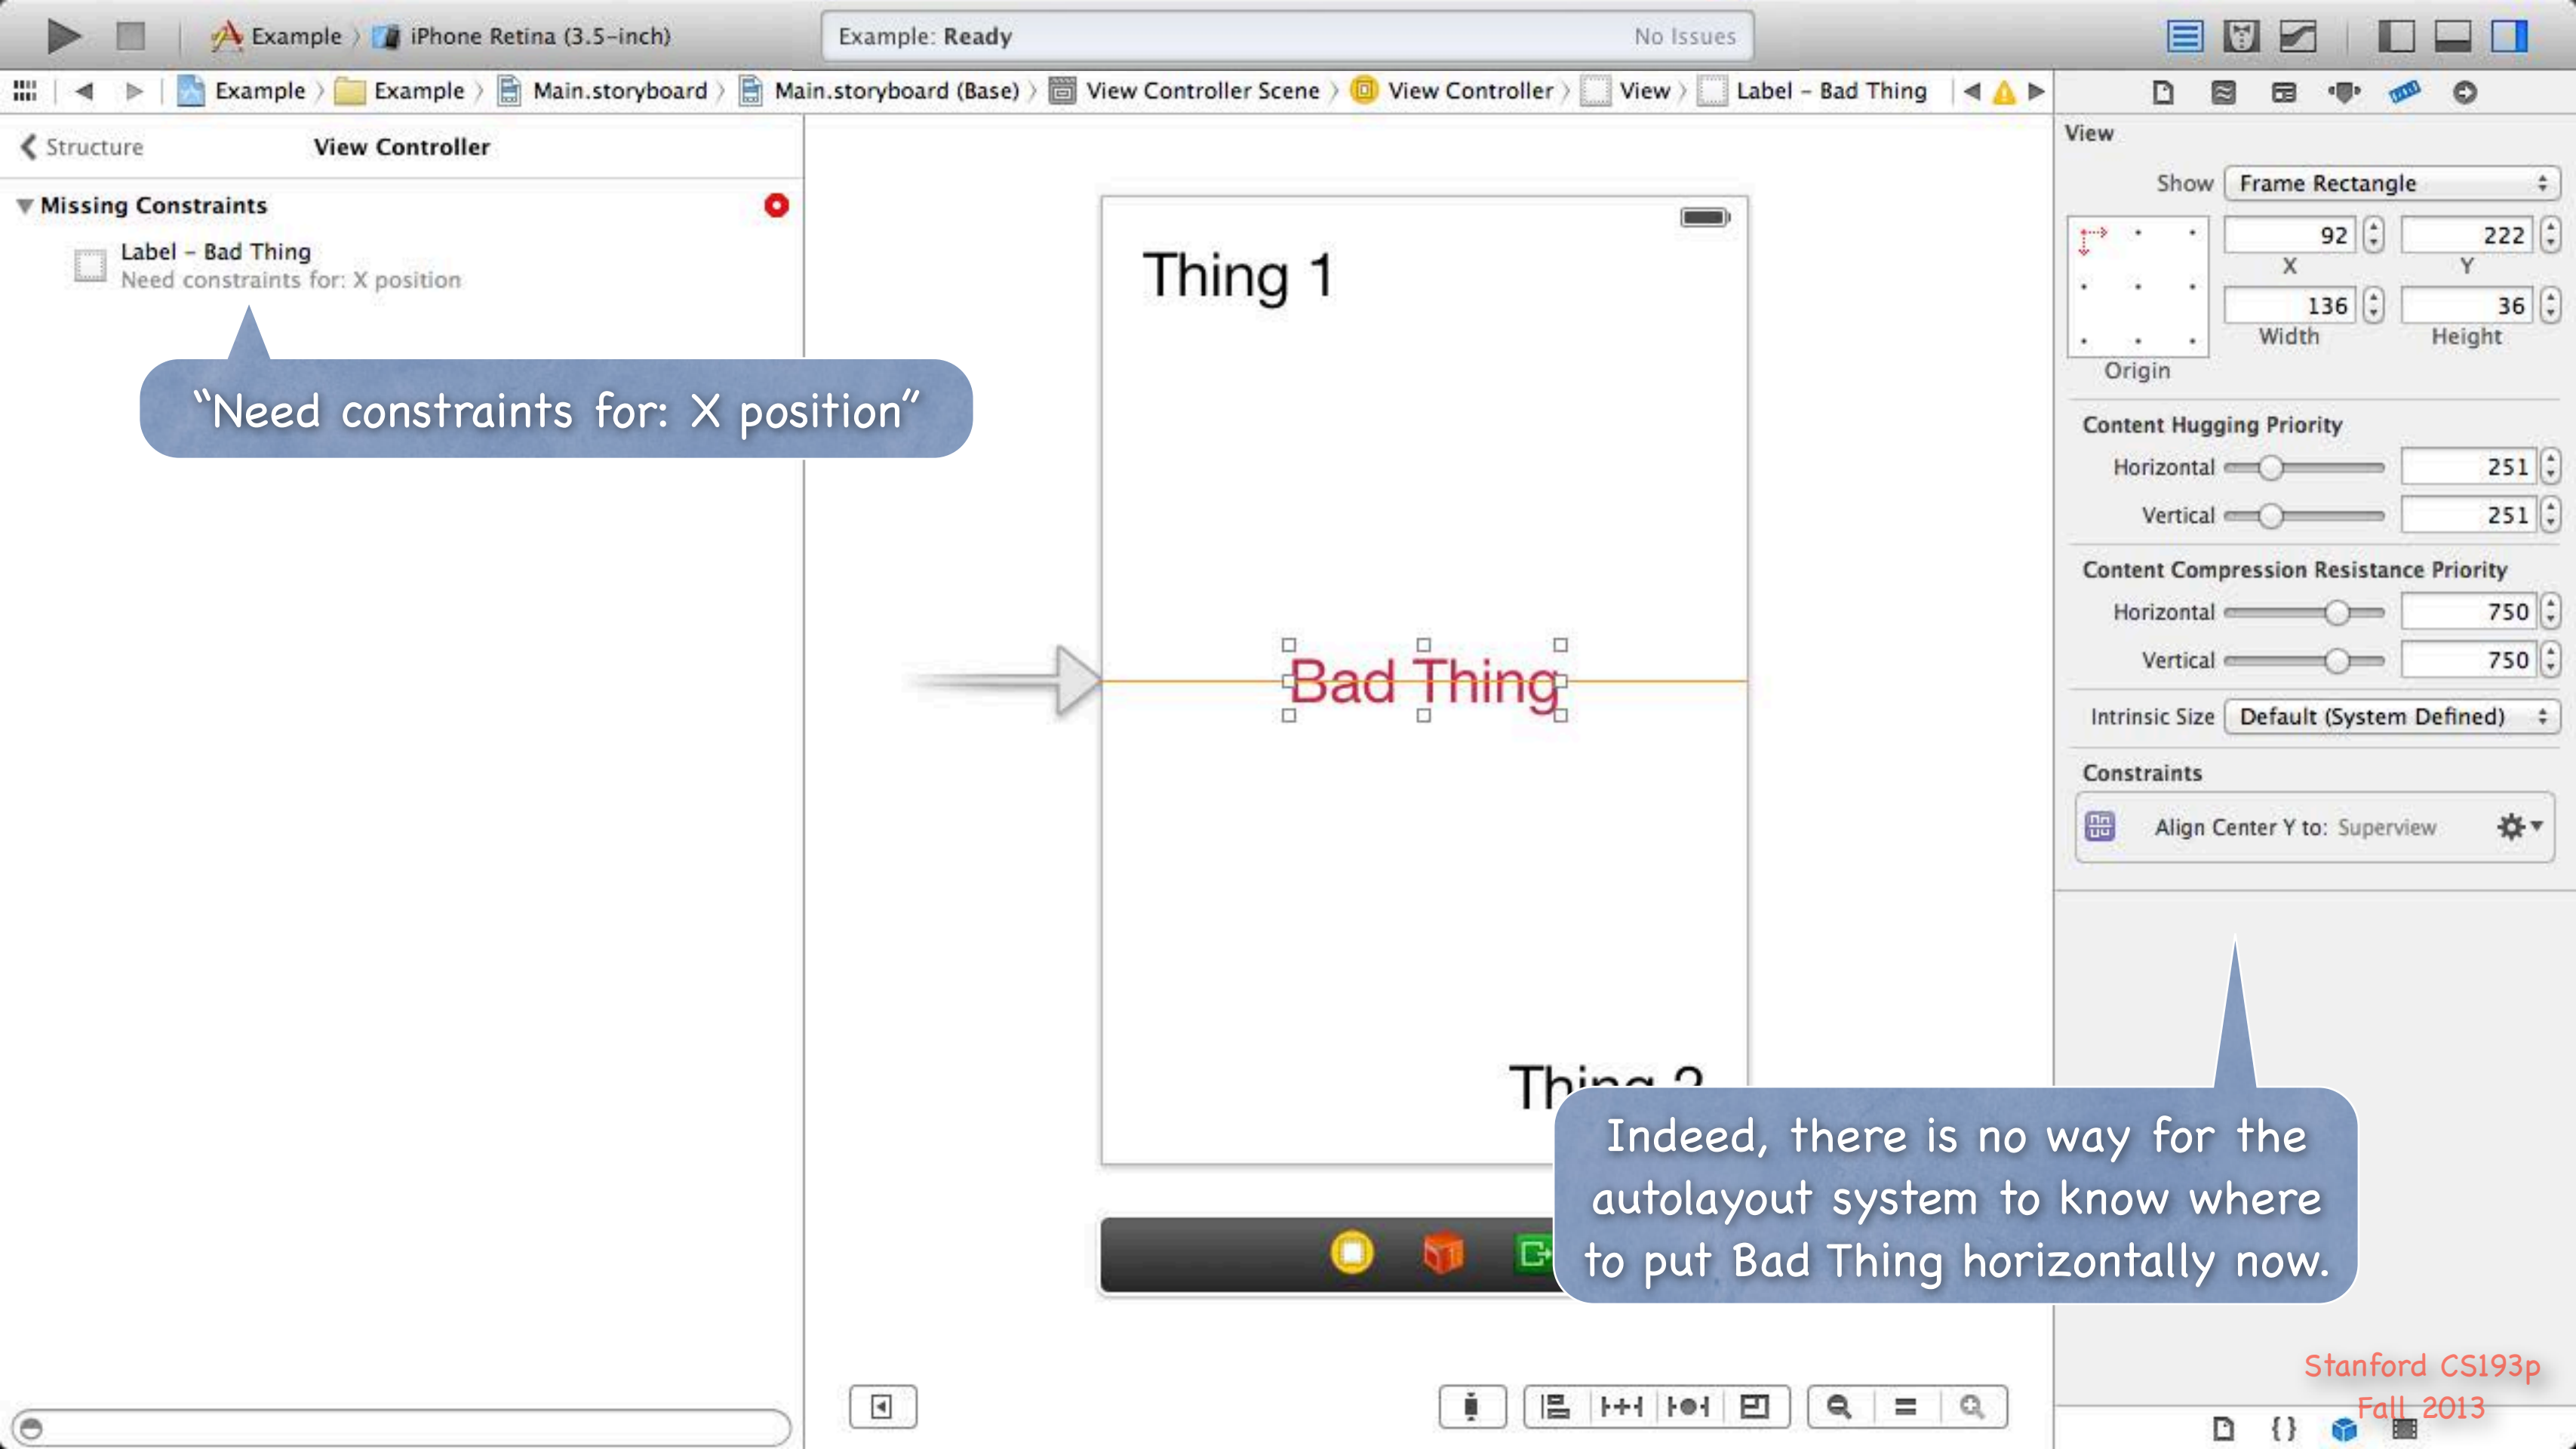 Example
iPhone Retina (3.5-inch)
Example: Ready
No Issues
Example
Example
Main.storyboard
Main.storyboard (Base)
View Controller Scene
View Controller
View
Label – Bad Thing
Structure
View Controller
Missing Constraints
Label – Bad Thing
Need constraints for: X position
“Need constraints for: X position”
Thing 1
Bad Thing
Thing 2
View
Show
Frame Rectangle
92
222
X
Y
136
36
Width
Height
Origin
Content Hugging Priority
Horizontal
251
Vertical
251
Content Compression Resistance Priority
Horizontal
750
Vertical
750
Intrinsic Size
Default (System Defined)
Constraints
Align Center Y to: Superview
Indeed, there is no way for the
autolayout system to know where
to put Bad Thing horizontally now.
Stanford CS193p
Fall 2013